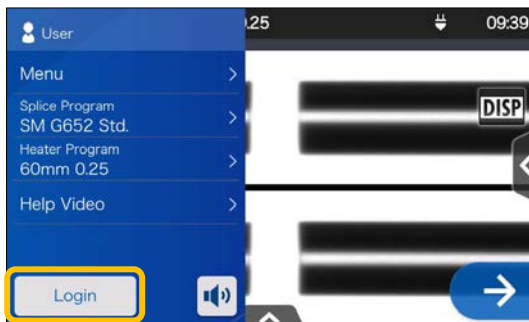 User
.25
09:39
Menu
Splice Program
SM G652 Std.
DISP
Heater Program
60mm 0.25
Help Video
Login